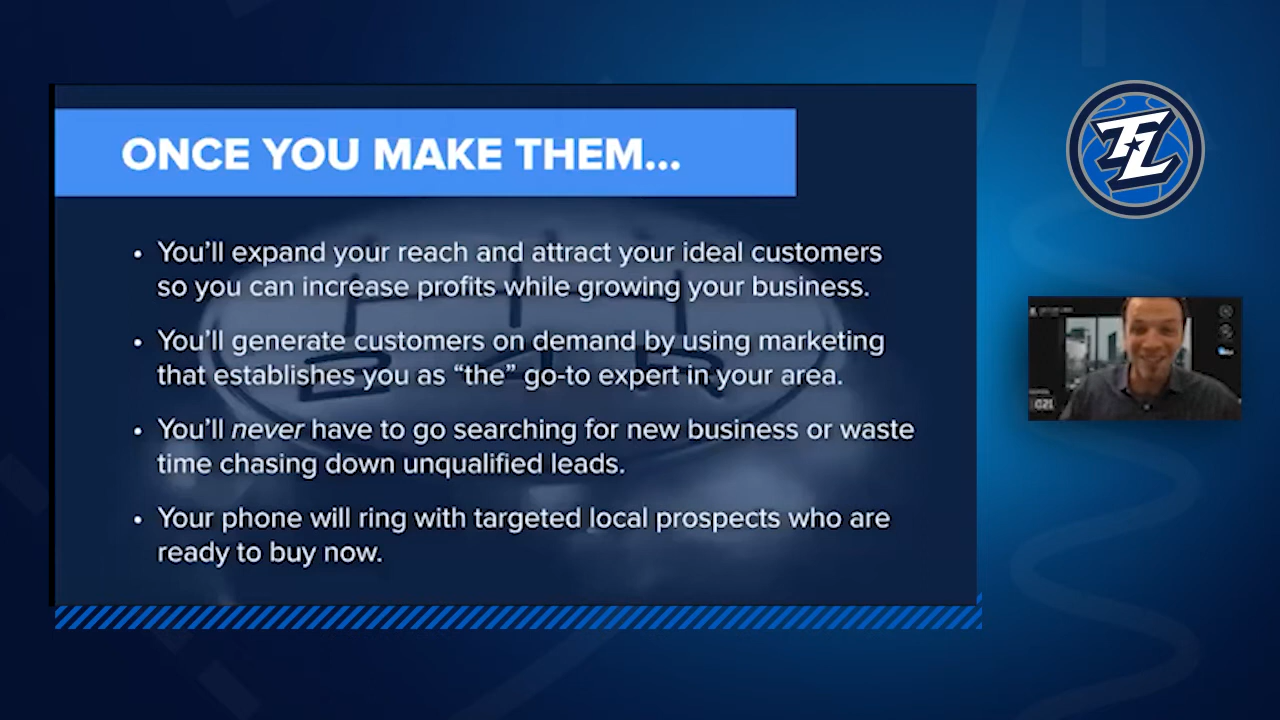 ONCE YOU MAKE THEM...
• You'll expand your reach and attract your ideal customers
so you can increase profits while growing your business.
• You'll generate customers on demand by using marketing
that establishes you as “the” go-to expert in your area.
• You'll never have to go searching for new business or waste
time chasing down unqualified leads.
• Your phone will ring with targeted local prospects who are
ready to buy now.
TL